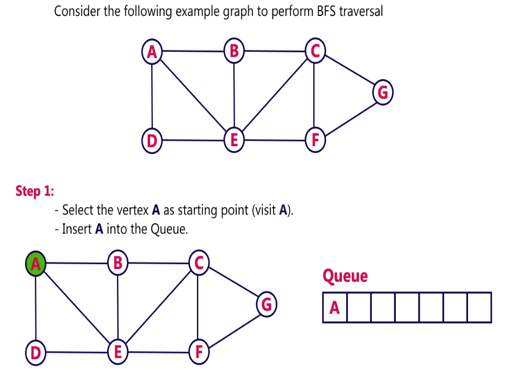 Consider the following example graph to perform BFS traversal
A B C
G
D E F
Step 1:
- Select the vertex A as starting point (visit A).
- Insert A into the Queue.
A B C
G
D E F
Queue
A